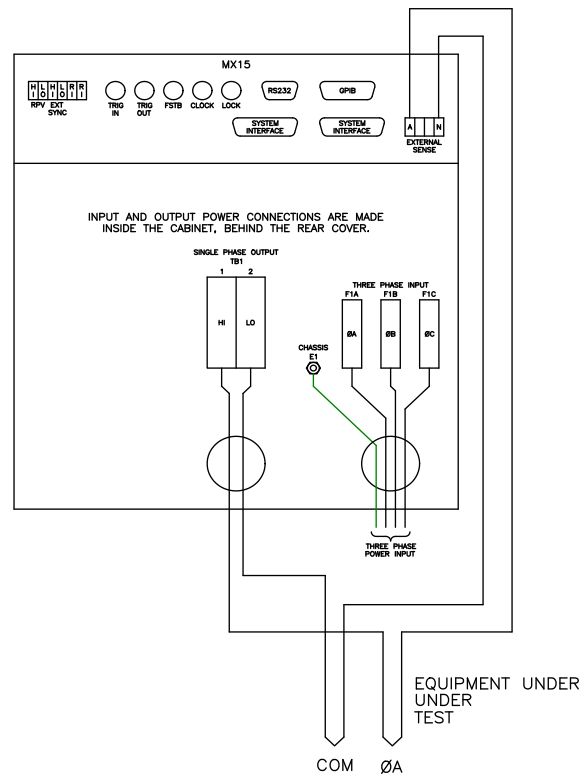 MX15
H L H L R R
I O I O I I
RPV EXT
SYNC
TRIG
IN
TRIG
OUT
FSTB
CLOCK
LOCK
RS232
GPIB
SYSTEM
INTERFACE
SYSTEM
INTERFACE
A
N
EXTERNAL
SENSE
INPUT AND OUTPUT POWER CONNECTIONS ARE MADE
INSIDE THE CABINET, BEHIND THE REAR COVER.
SINGLE PHASE OUTPUT
TB1
1 2
HI
LO
THREE PHASE INPUT
F1A F1B F1C
ØA
ØB
ØC
CHASSIS
E1
THREE PHASE
POWER INPUT
EQUIPMENT UNDER
UNDER
TEST
COM ØA